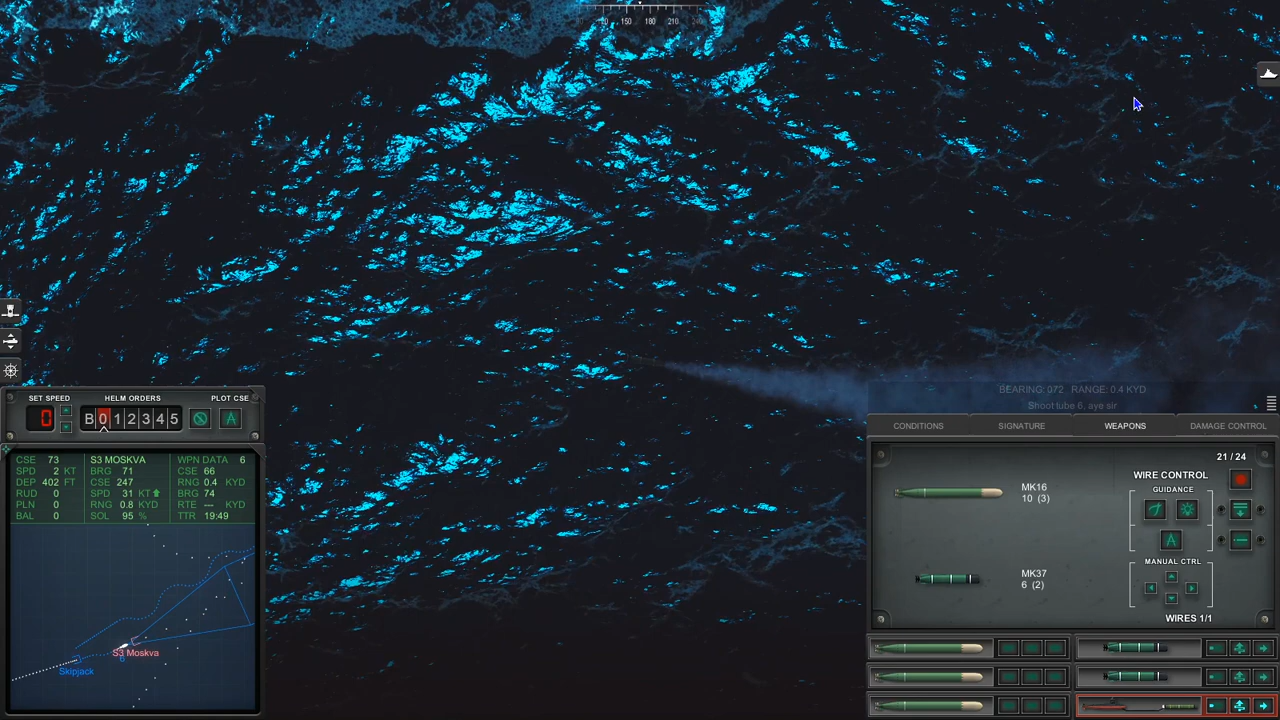 150 180 210
BEARING: 072 RANGE: 0.4 KYD
Shoot tube 6, aye sir
SET SPEED HELM ORDERS PLOT CSE
0 B 0 1 2 3 4 5 A
CSE 73 S3 MOSKVA WPN DATA 6
SPD 2 KT BRG 71 CSE 66
DEP 402 FT CSE 247 RNG 0.4 KYD
RUD 0 SPD 31 KT BRG 74
PLN 0 RNG 0.8 KYD RTE --- KYD
BAL 0 SOL 95 % TTR 19:49
S3 Moskva
6
Skipjack
CONDITIONS SIGNATURE WEAPONS DAMAGE CONTROL
21 / 24
WIRE CONTROL
GUIDANCE
MK16
10 (3)
A
MANUAL CTRL
MK37
6 (2)
WIRES 1/1